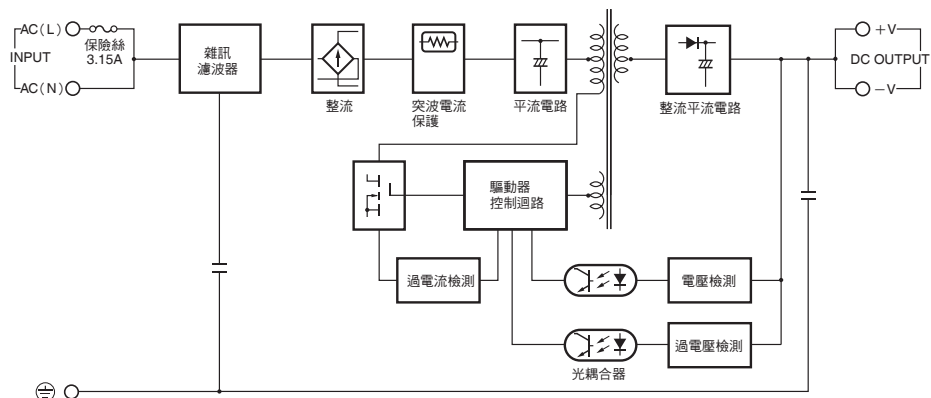 AC(L)
保險絲
3.15A
INPUT
AC(N)
雜訊
濾波器
整流
突波電流
保護
平流電路
整流平流電路
+V
DC OUTPUT
-V
驅動器
控制迴路
過電流檢測
電壓檢測
過電壓檢測
光耦合器